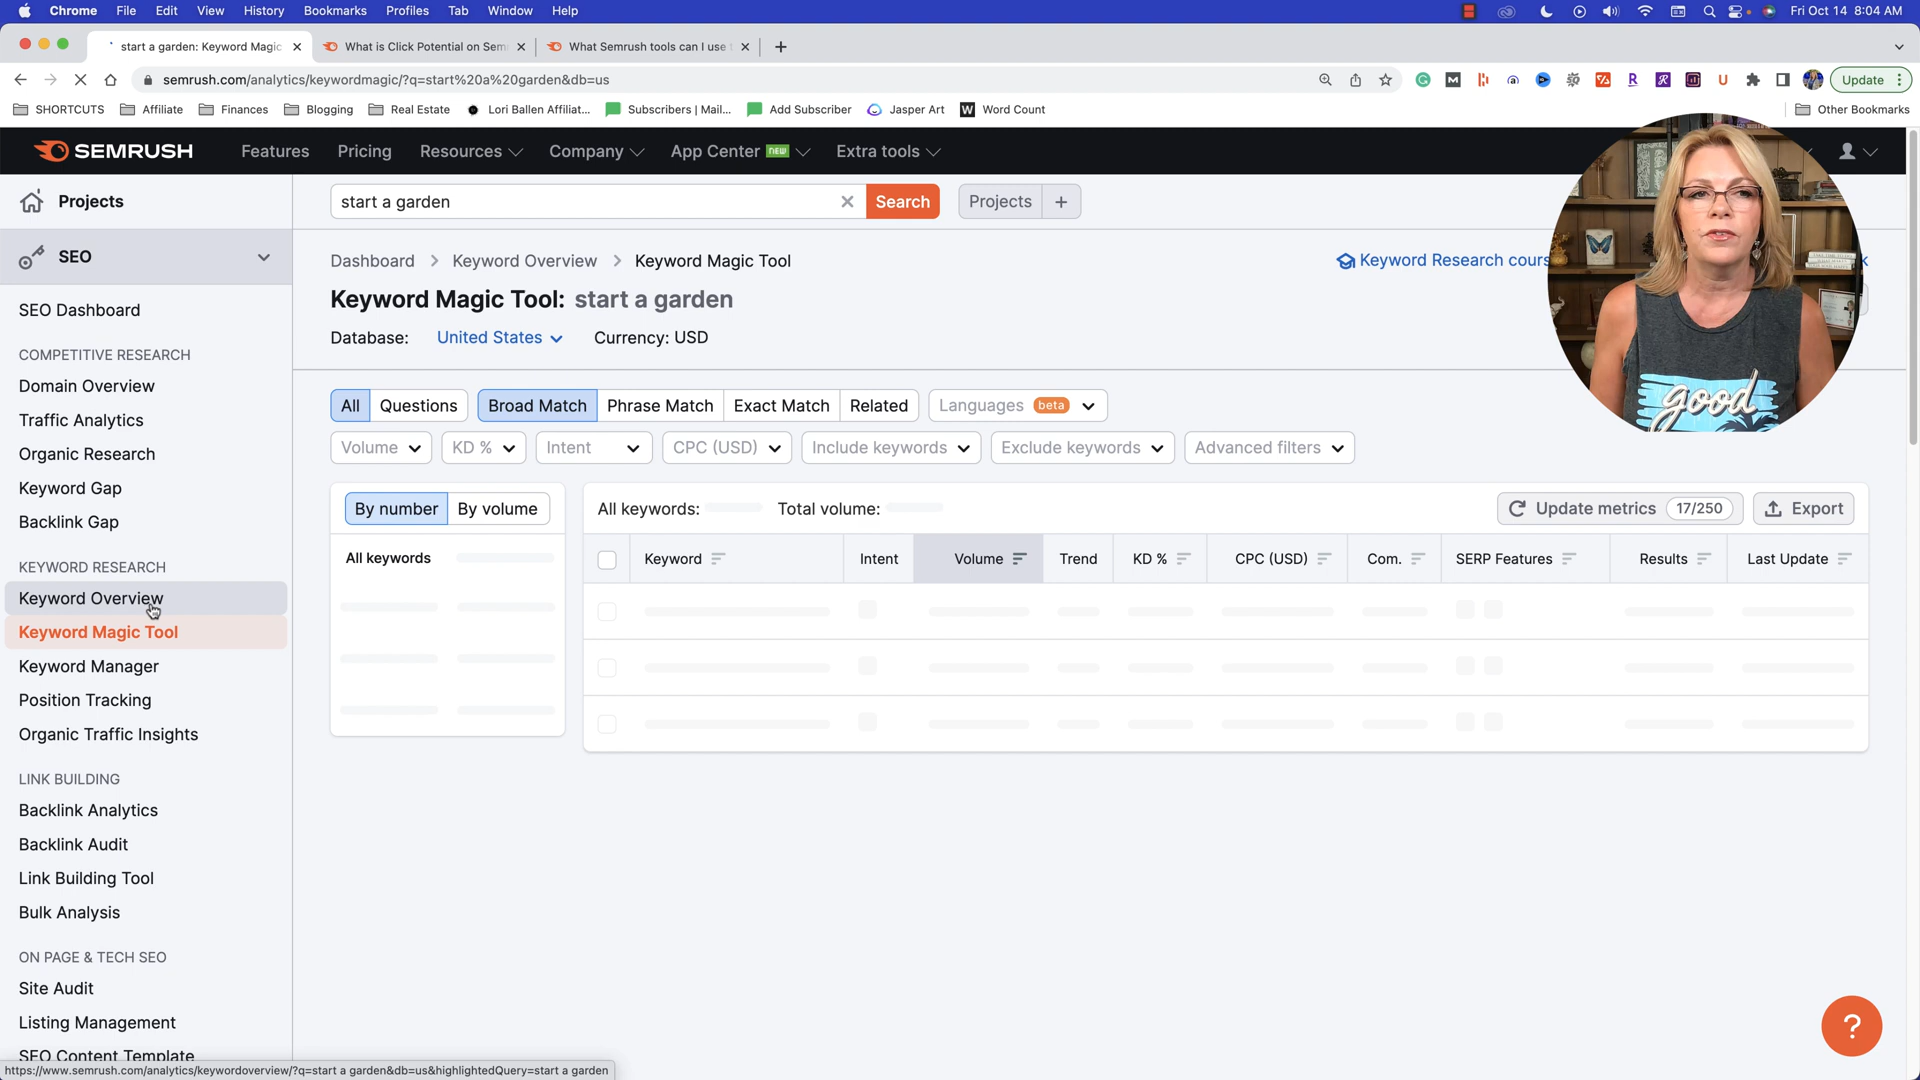 Chrome File Edit View History Bookmarks Profiles Tab Window Help Fri Oct 14 8:04 AM
start a garden: Keyword Magic What is Click Potential on Sem What Semrush tools can I use
semrush.com/analytics/keywordmagic/?q=start%20a%20garden&db=us Update
SHORTCUTS Affiliate Finances Blogging Real Estate Lori Ballen Affiliat... Subscribers | Mail... Add Subscriber Jasper Art W Word Count Other Bookmarks
SEMRUSH Features Pricing Resources Company App Center NEW Extra tools
Projects
start a garden Search Projects +
SEO
Dashboard > Keyword Overview > Keyword Magic Tool Keyword Research cours
Keyword Magic Tool: start a garden
Database: United States Currency: USD
good
All Questions Broad Match Phrase Match Exact Match Related Languages beta
Volume KD % Intent CPC (USD) Include keywords Exclude keywords Advanced filters
By number By volume
All keywords: Total volume: Update metrics 17/250 Export
All keywords
Keyword Intent Volume Trend KD % CPC (USD) Com. SERP Features Results Last Update
SEO Dashboard
COMPETITIVE RESEARCH
Domain Overview
Traffic Analytics
Organic Research
Keyword Gap
Backlink Gap
KEYWORD RESEARCH
Keyword Overview
Keyword Magic Tool
Keyword Manager
Position Tracking
Organic Traffic Insights
LINK BUILDING
Backlink Analytics
Backlink Audit
Link Building Tool
Bulk Analysis
ON PAGE & TECH SEO
Site Audit
Listing Management
SEO Content Template
?
https://www.semrush.com/analytics/keywordoverview/?q=start a garden&db=us&highlightedQuery=start a garden